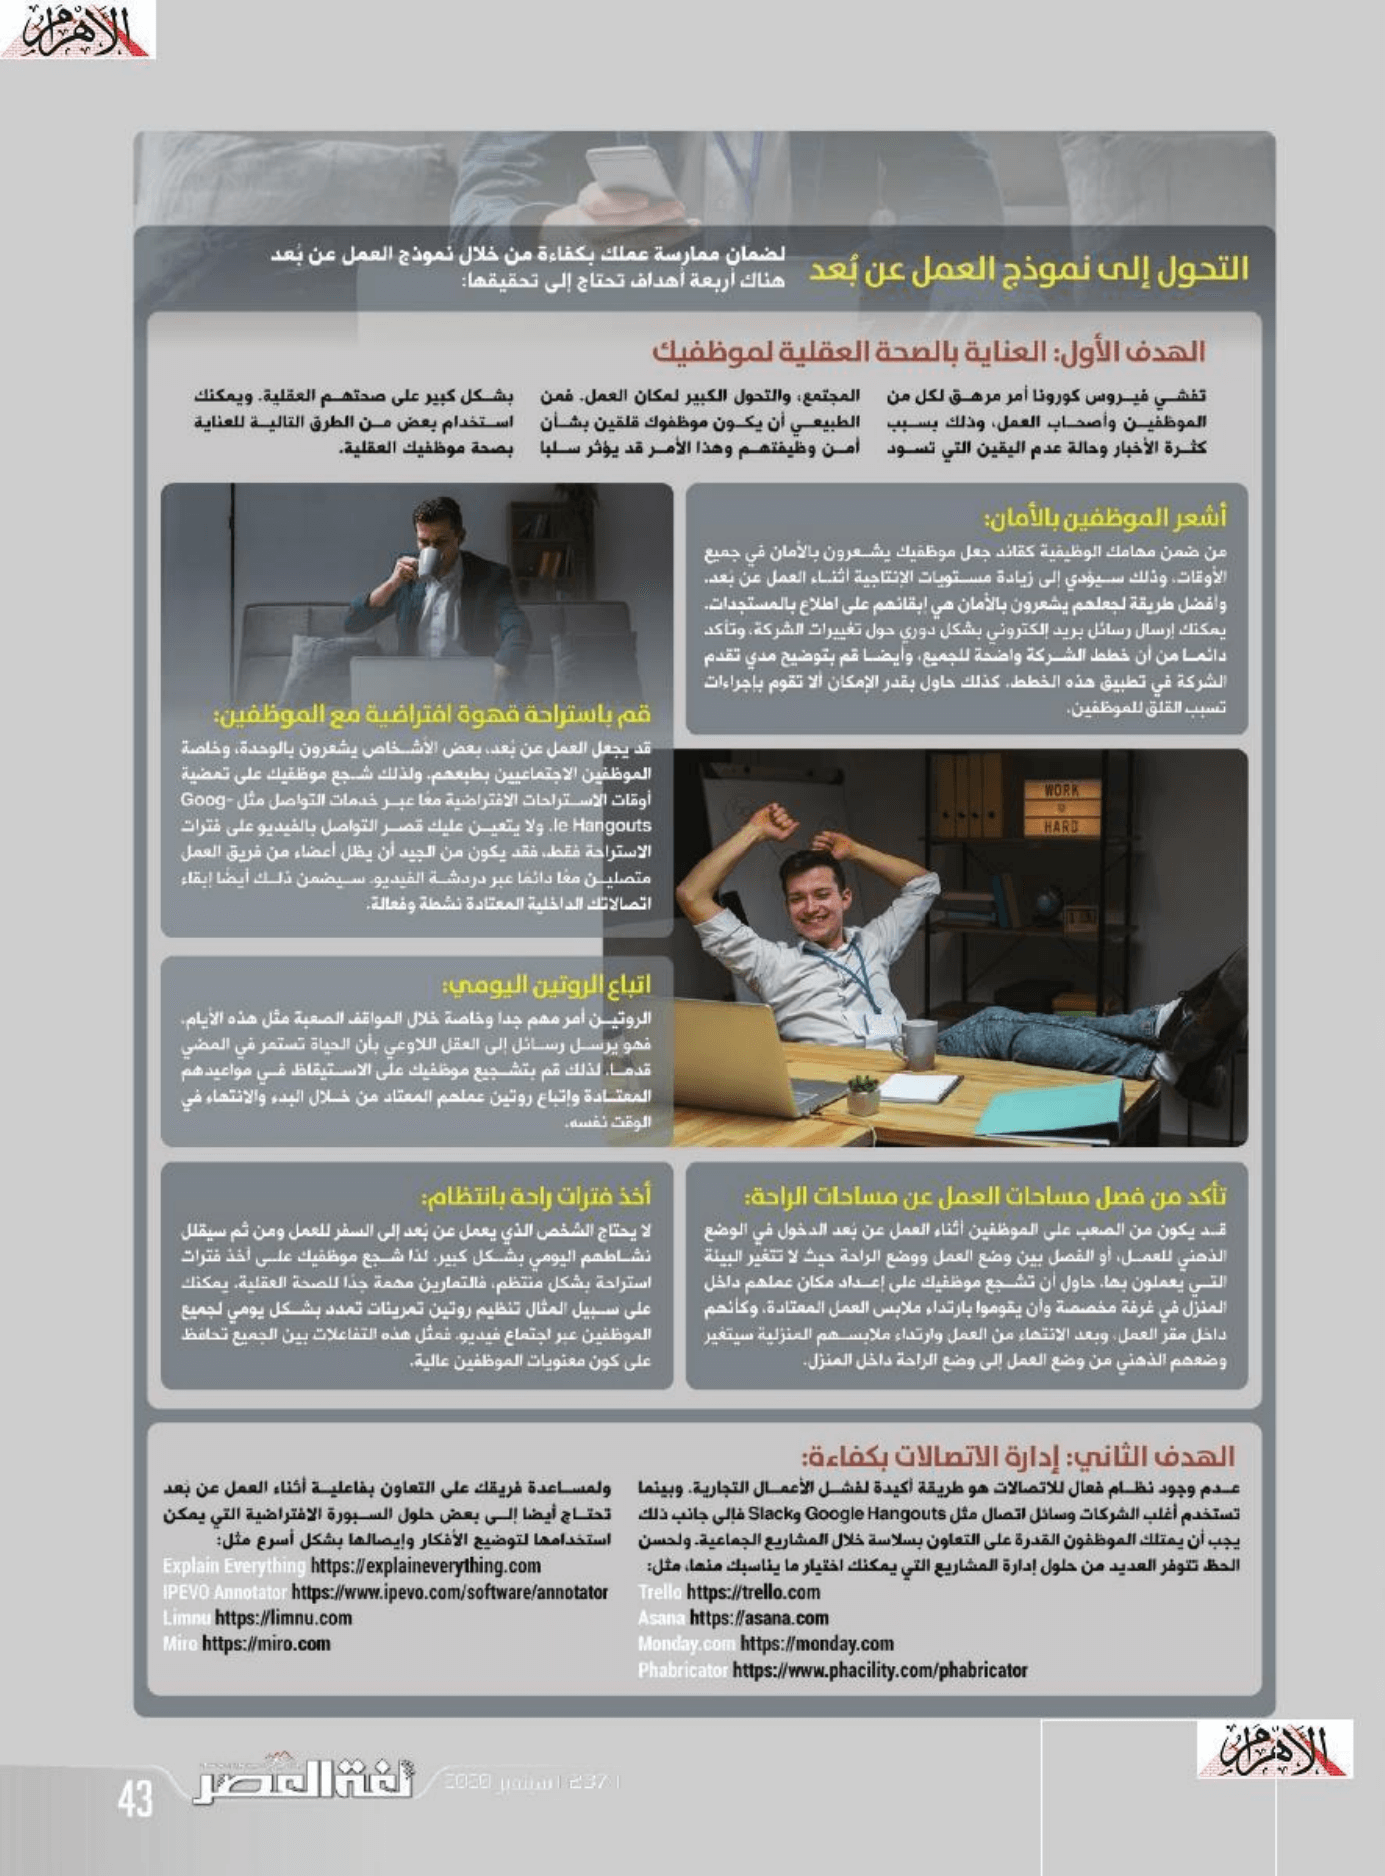 الأهرام
التحول إلى نموذج العمل عن بُعد
لضمان ممارسة عملك بكفاءة من خلال نموذج العمل عن بُعد
هناك أربعة أهداف تحتاج إلى تحقيقها:
الهدف الأول: العناية بالصحة العقلية لموظفيك
تفشي فيروس كورونا أمر مرهق لكل من
الموظفين وأصحاب العمل، وذلك بسبب
كثرة الأخبار وحالة عدم اليقين التي تسود
المجتمع، والتحول الكبير لمكان العمل. فمن
الطبيعي أن يكون موظفوك قلقين بشأن
أمن وظيفتهم وهذا الأمر قد يؤثر سلبا
بشكل كبير على صحتهم العقلية. ويمكنك
استخدام بعض من الطرق التالية للعناية
بصحة موظفيك العقلية.
أشعر الموظفين بالأمان:
من ضمن مهامك الوظيفية كقائد جعل موظفيك يشعرون بالأمان في جميع
الأوقات، وذلك سيؤدي إلى زيادة مستويات الإنتاجية أثناء العمل عن بُعد.
وأفضل طريقة لجعلهم يشعرون بالأمان هي إبقائهم على اطلاع بالمستجدات.
يمكنك إرسال رسائل بريد إلكتروني بشكل دوري حول تغييرات الشركة، وتأكد
دائما من أن خطط الشركة واضحة للجميع، وأيضا قم بتوضيح مدي تقدم
الشركة في تطبيق هذه الخطط. كذلك حاول بقدر الإمكان ألا تقوم بإجراءات
تسبب القلق للموظفين.
قم باستراحة قهوة افتراضية مع الموظفين:
قد يجعل العمل عن بُعد، بعض الأشخاص يشعرون بالوحدة، وخاصة
الموظفين الاجتماعيين بطبعهم، ولذلك شجع موظفيك على تمضية
أوقات الاستراحات الافتراضية معًا عبر خدمات التواصل مثل Goog-
le Hangouts. ولا يتعين عليك قصر التواصل بالفيديو على فترات
الاستراحة فقط، فقد يكون من الجيد أن يظل أعضاء من فريق العمل
متصلين معًا دائمًا عبر دردشة الفيديو. سيضمن ذلك أيضًا إبقاء
اتصالاتك الداخلية المعتادة نشطة وفعالة.
WORK
HARD
اتباع الروتين اليومي:
الروتين أمر مهم جدا وخاصة خلال المواقف الصعبة مثل هذه الأيام،
فهو يرسل رسائل إلى العقل اللاوعي بأن الحياة تستمر في المضي
قدما. لذلك قم بتشجيع موظفيك على الاستيقاظ في مواعيدهم
المعتادة وإتباع روتين عملهم المعتاد من خلال البدء والانتهاء في
الوقت نفسه.
تأكد من فصل مساحات العمل عن مساحات الراحة:
قد يكون من الصعب على الموظفين أثناء العمل عن بُعد الدخول في الوضع
الذهني للعمل، أو الفصل بين وضع العمل ووضع الراحة حيث لا تتغير البيئة
التي يعملون بها. حاول أن تشجع موظفيك على إعداد مكان عملهم داخل
المنزل في غرفة مخصصة وأن يقوموا بارتداء ملابس العمل المعتادة، وكأنهم
داخل مقر العمل، وبعد الانتهاء من العمل وارتداء ملابسهم المنزلية سيتغير
وضعهم الذهني من وضع العمل إلى وضع الراحة داخل المنزل.
أخذ فترات راحة بانتظام:
لا يحتاج الشخص الذي يعمل عن بُعد إلى السفر للعمل ومن ثم سيقلل
نشاطهم اليومي بشكل كبير. لذا شجع موظفيك على أخذ فترات
استراحة بشكل منتظم، فالتمارين مهمة جدًا للصحة العقلية. يمكنك
على سبيل المثال تنظيم روتين تمرينات تمدد بشكل يومي لجميع
الموظفين عبر اجتماع فيديو. فمثل هذه التفاعلات بين الجميع تحافظ
على كون معنويات الموظفين عالية.
الهدف الثاني: إدارة الاتصالات بكفاءة:
عدم وجود نظام فعال للاتصالات هو طريقة أكيدة لفشل الأعمال التجارية. وبينما
تستخدم أغلب الشركات وسائل اتصال مثل Google Hangouts وSlack فإلى جانب ذلك
يجب أن يمتلك الموظفون القدرة على التعاون بسلاسة خلال المشاريع الجماعية. ولحسن
الحظ تتوفر العديد من حلول إدارة المشاريع التي يمكنك اختيار ما يناسبك منها، مثل:
Trello https://trello.com
Asana https://asana.com
Monday.com https://monday.com
Phabricator https://www.phacility.com/phabricator
ولمساعدة فريقك على التعاون بفاعلية أثناء العمل عن بُعد
تحتاج أيضا إلى بعض حلول السبورة الافتراضية التي يمكن
استخدامها لتوضيح الأفكار وإيصالها بشكل أسرع مثل:
Explain Everything https://explaineverything.com
IPEVO Annotator https://www.ipevo.com/software/annotator
Limnu https://limnu.com
Miro https://miro.com
الأهرام
| 237 | سبتمبر 2020
لغة العصر
43